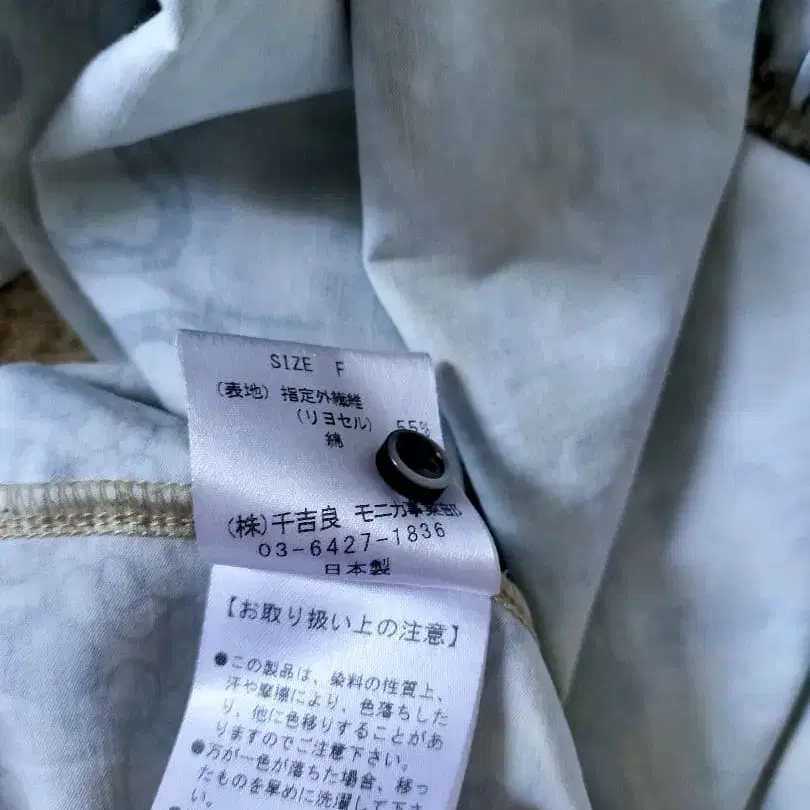 SIZE F
(表地) 指定外繊維
(リヨセル) 55%
綿
(株)千吉良 モニカ事業部
03-6427-1836
日本製
【お取り扱い上の注意】
●この製品は、染料の性質上、
汗や摩擦により、色落ちした
り、他に色移りすることがあ
りますのでご注意下さい。
●万が一色が落ちた場合、移っ
たものを早めに洗濯して下さ
い。